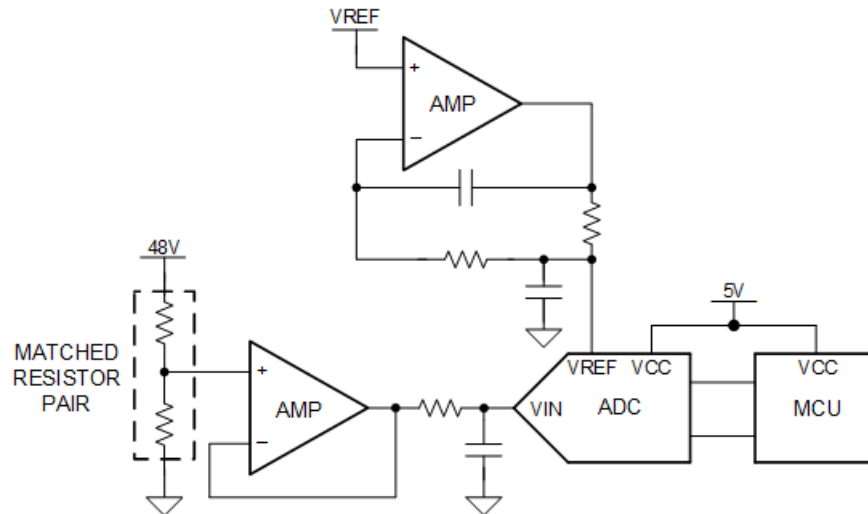 VREF
+
AMP
−
48V
MATCHED
RESISTOR
PAIR
+
AMP
−
5V
VREF VCC
VIN ADC
VCC
MCU